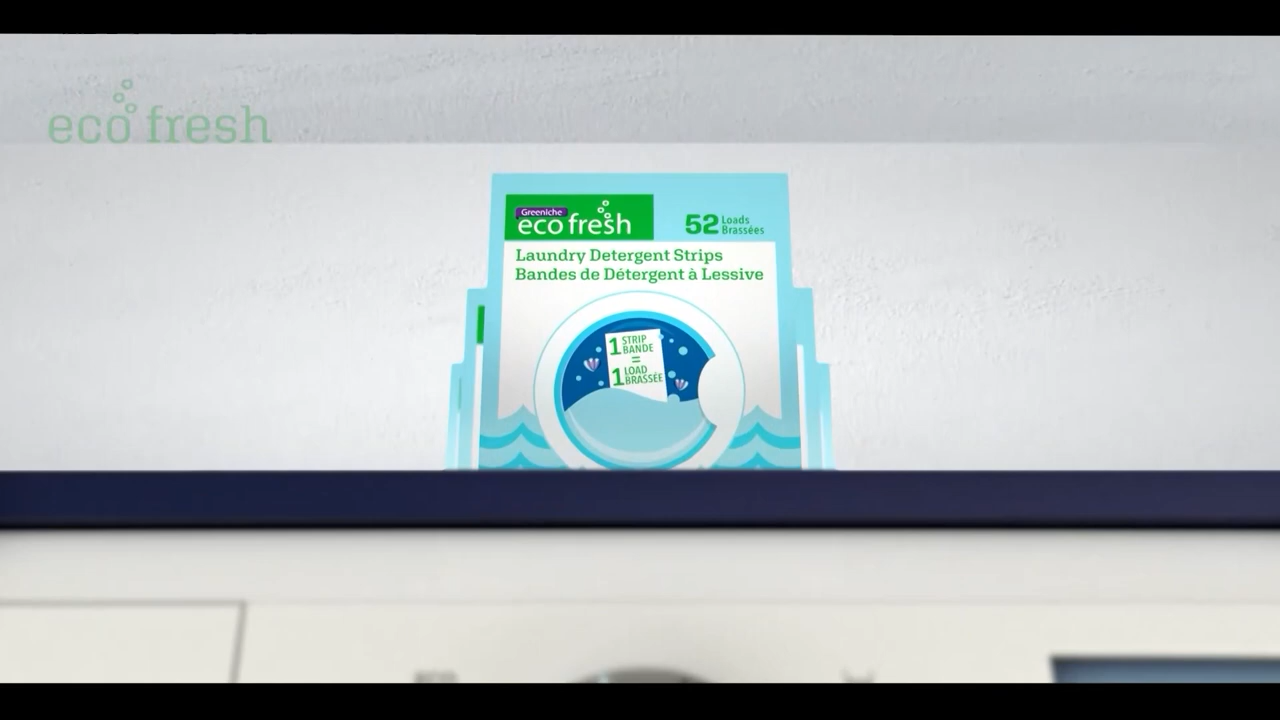 eco fresh
Greeniche
eco fresh
52 Loads
Brassées
Laundry Detergent Strips
Bandes de Détergent à Lessive
1 STRIP
BANDE
=
1 LOAD
BRASSÉE